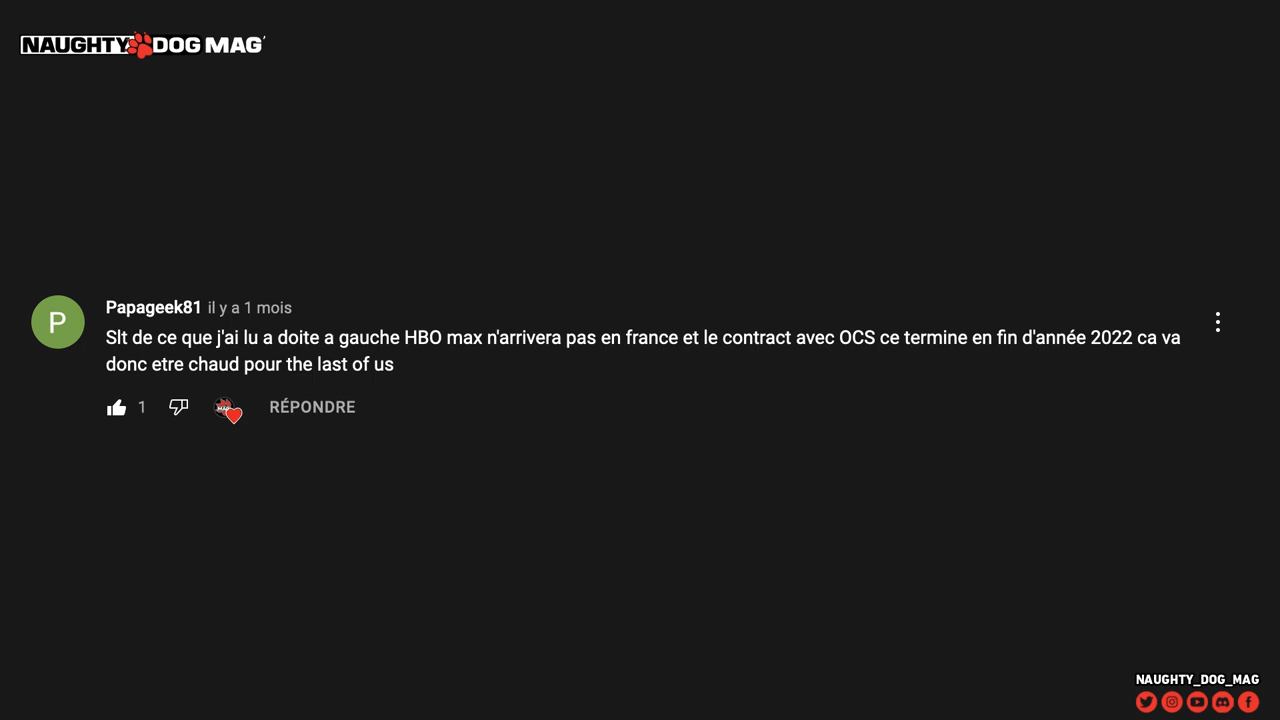 NAUGHTY DOG MAG'
P
Papageek81 il y a 1 mois
Slt de ce que j'ai lu a doite a gauche HBO max n'arrivera pas en france et le contract avec OCS ce termine en fin d'année 2022 ca va
donc etre chaud pour the last of us
1
RÉPONDRE
NAUGHTY_DOG_MAG